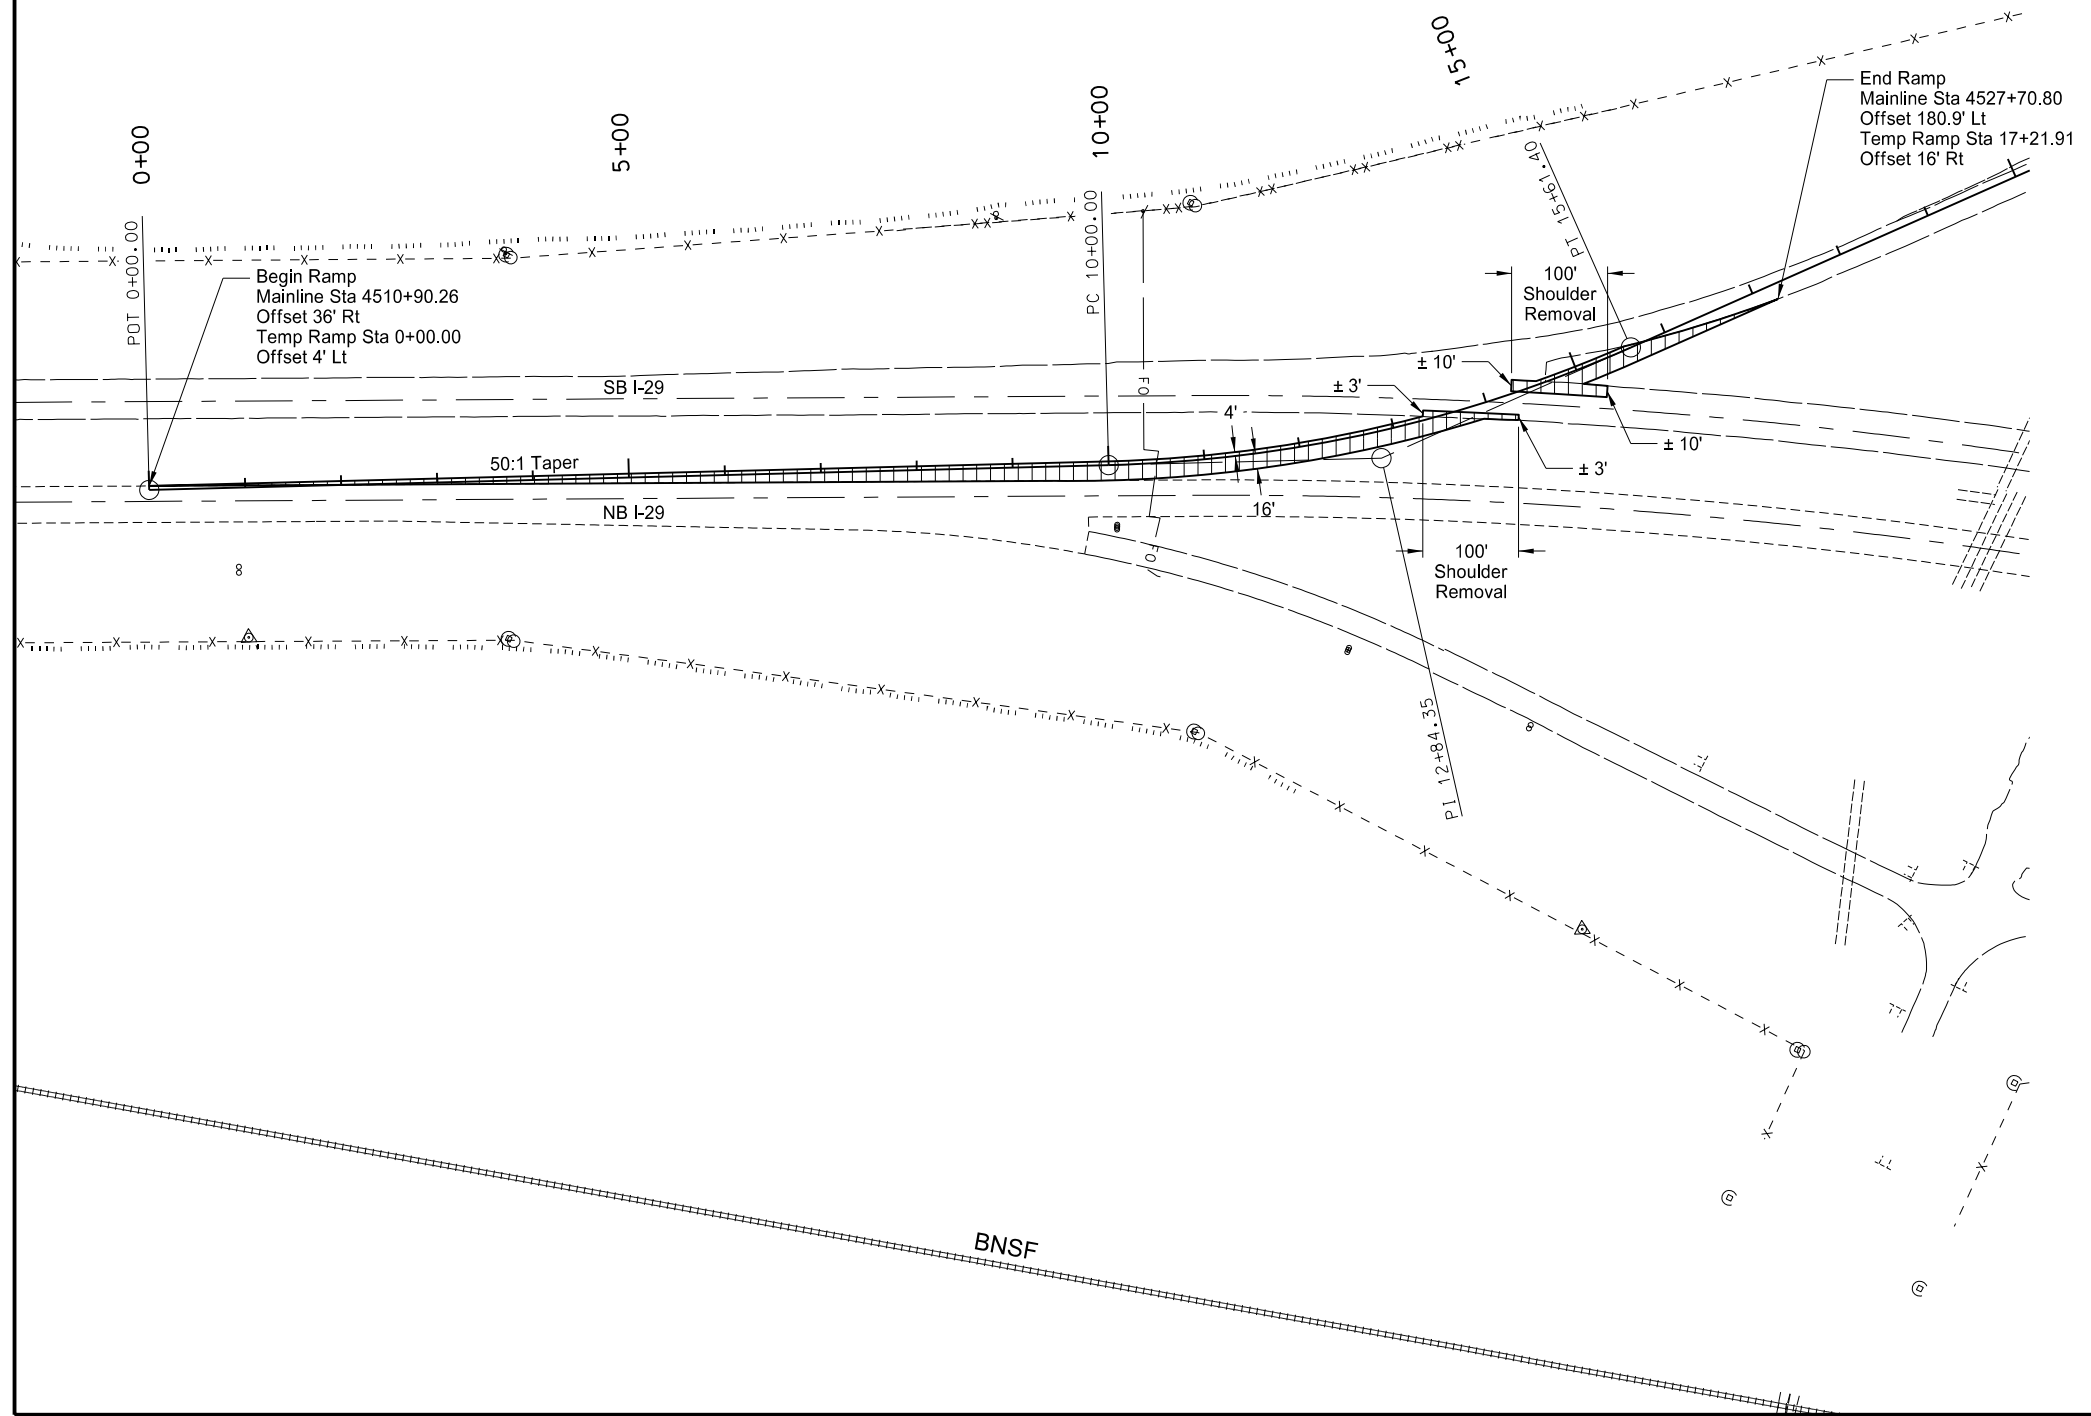 0+00
5+00
10+00
15+00
POT 0+00.00
PC 10+00.00
PT 15+61.40
PI 12+84.35
Begin Ramp
Mainline Sta 4510+90.26
Offset 36' Rt
Temp Ramp Sta 0+00.00
Offset 4' Lt
End Ramp
Mainline Sta 4527+70.80
Offset 180.9' Lt
Temp Ramp Sta 17+21.91
Offset 16' Rt
100'
Shoulder
Removal
± 10'
± 3'
4'
SB I-29
FO
± 10'
± 3'
50:1 Taper
16'
NB I-29
FO
100'
Shoulder
Removal
BNSF